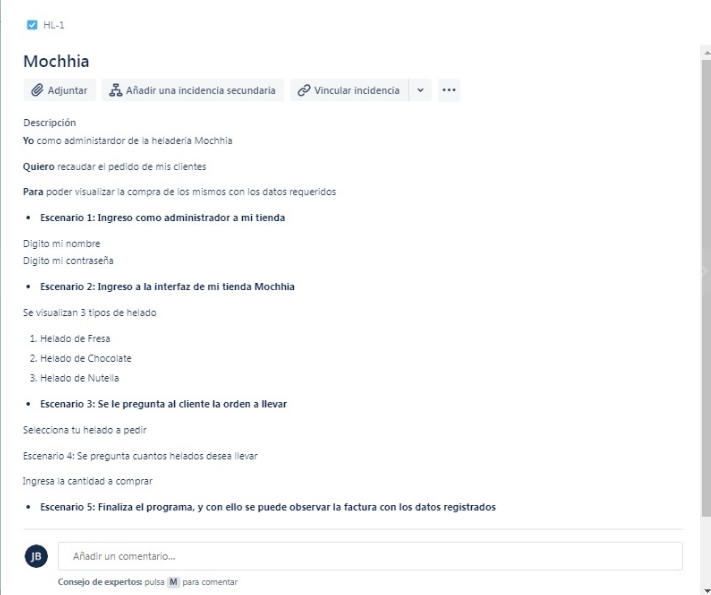 HL-1
Mochhia
Adjuntar
Añadir una incidencia secundaria
Vincular incidencia
Descripción
Yo como administardor de la heladería Mochhia
Quiero recaudar el pedido de mis clientes
Para poder visualizar la compra de los mismos con los datos requeridos
• Escenario 1: Ingreso como administrador a mi tienda
Digito mi nombre
Digito mi contraseña
• Escenario 2: Ingreso a la interfaz de mi tienda Mochhia
Se visualizan 3 tipos de helado
1. Helado de Fresa
2. Helado de Chocolate
3. Helado de Nutella
• Escenario 3: Se le pregunta al cliente la orden a llevar
Selecciona tu helado a pedir
Escenario 4: Se pregunta cuantos helados desea llevar
Ingresa la cantidad a comprar
• Escenario 5: Finaliza el programa, y con ello se puede observar la factura con los datos registrados
JB
Añadir un comentario...
Consejo de expertos: pulsa M para comentar